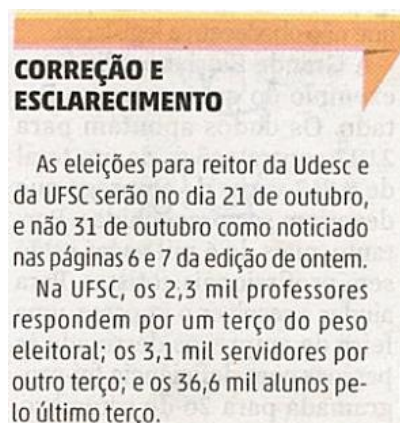 CORREÇÃO E
ESCLARECIMENTO
As eleições para reitor da Udesc e
da UFSC serão no dia 21 de outubro,
e não 31 de outubro como noticiado
nas páginas 6 e 7 da edição de ontem.
Na UFSC, os 2,3 mil professores
respondem por um terço do peso
eleitoral; os 3,1 mil servidores por
outro terço; e os 36,6 mil alunos pe-
lo último terço.